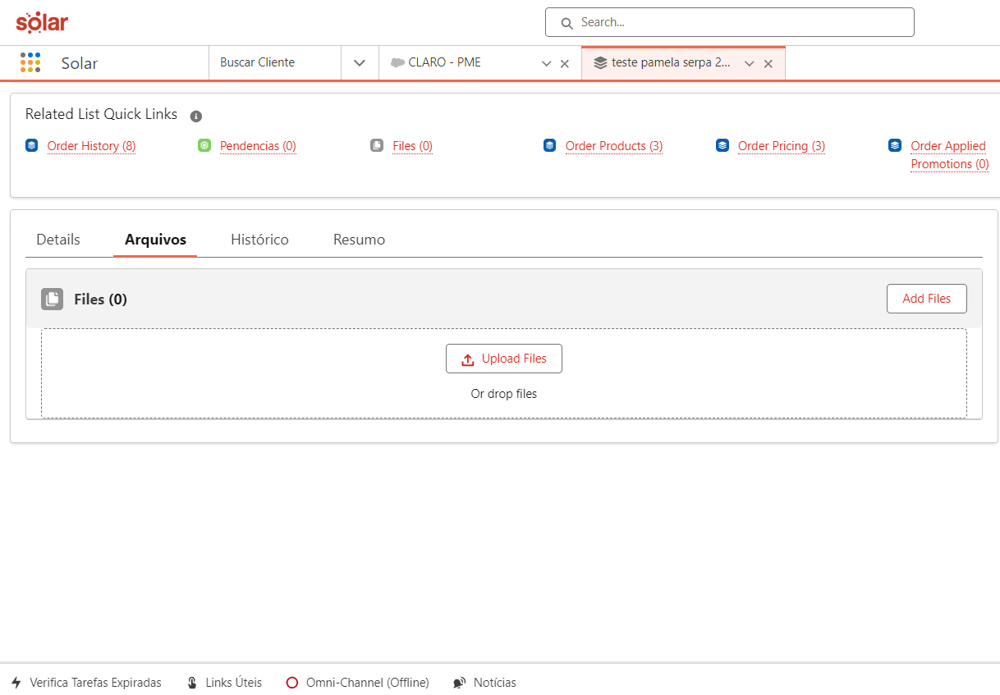 solar
Search...
Solar
Buscar Cliente
CLARO - PME
teste pamela serpa 2...
Related List Quick Links
Order History (8)
Pendencias (0)
Files (0)
Order Products (3)
Order Pricing (3)
Order Applied
Promotions (0)
Details
Arquivos
Histórico
Resumo
Files (0)
Add Files
Upload Files
Or drop files
Verifica Tarefas Expiradas
Links Úteis
Omni-Channel (Offline)
Notícias